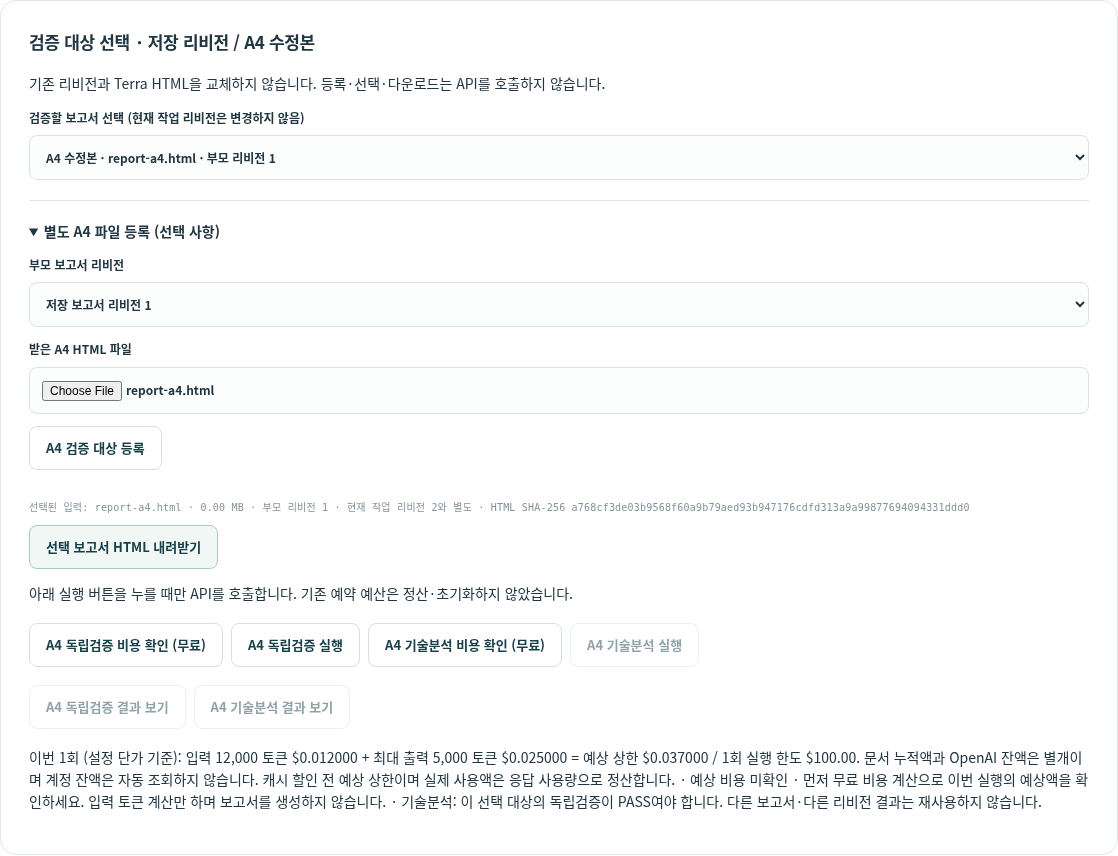 검증 대상 선택 · 저장 리비전 / A4 수정본
기존 리비전과 Terra HTML을 교체하지 않습니다. 등록·선택·다운로드는 API를 호출하지 않습니다.
검증할 보고서 선택 (현재 작업 리비전은 변경하지 않음)
A4 수정본 · report-a4.html · 부모 리비전 1
▼ 별도 A4 파일 등록 (선택 사항)
부모 보고서 리비전
저장 보고서 리비전 1
받은 A4 HTML 파일
Choose File report-a4.html
A4 검증 대상 등록
선택된 입력: report-a4.html · 0.00 MB · 부모 리비전 1 · 현재 작업 리비전 2와 별도 · HTML SHA-256 a768cf3de03b9568f60a9b79aed93b947176cdfd313a9a99877694094331ddd0
선택 보고서 HTML 내려받기
아래 실행 버튼을 누를 때만 API를 호출합니다. 기존 예약 예산은 정산·초기화하지 않았습니다.
A4 독립검증 비용 확인 (무료) A4 독립검증 실행 A4 기술분석 비용 확인 (무료) A4 기술분석 실행
A4 독립검증 결과 보기 A4 기술분석 결과 보기
이번 1회 (설정 단가 기준): 입력 12,000 토큰 $0.012000 + 최대 출력 5,000 토큰 $0.025000 = 예상 상한 $0.037000 / 1회 실행 한도 $100.00. 문서 누적액과 OpenAI 잔액은 별개이
며 계정 잔액은 자동 조회하지 않습니다. 캐시 할인 전 예상 상한이며 실제 사용액은 응답 사용량으로 정산합니다. · 예상 비용 미확인 · 먼저 무료 비용 계산으로 이번 실행의 예상액을 확
인하세요. 입력 토큰 계산만 하며 보고서를 생성하지 않습니다. · 기술분석: 이 선택 대상의 독립검증이 PASS여야 합니다. 다른 보고서·다른 리비전 결과는 재사용하지 않습니다.